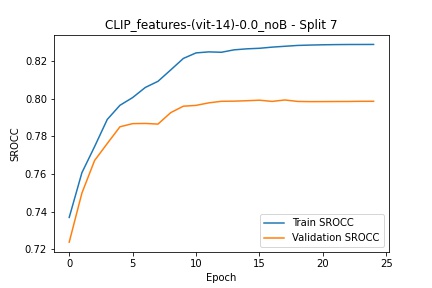 CLIP_features-(vit-14)-0.0_noB - Split 7
0.82
0.80
0.78
0.76
0.74
0.72
SROCC
Train SROCC
Validation SROCC
0 5 10 15 20 25
Epoch